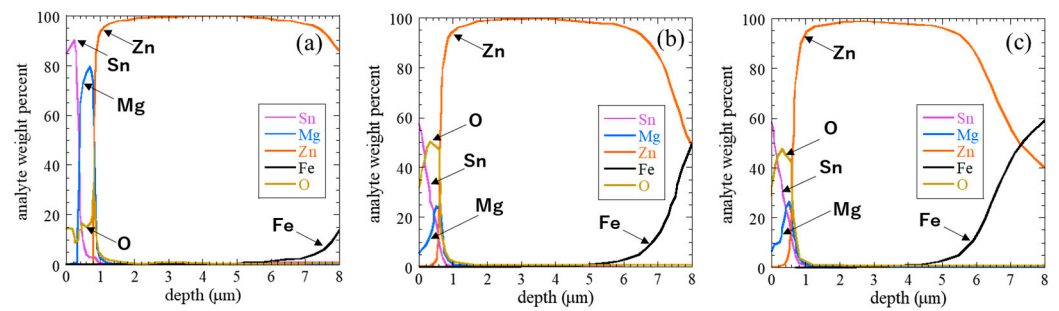 (a)
Zn
Sn
Mg
O
Fe
Sn
Mg
Zn
Fe
O
analyte weight percent
100
80
60
40
20
0
0 1 2 3 4 5 6 7 8
depth (μm)
(b)
Zn
O
Sn
Mg
Fe
Sn
Mg
Zn
Fe
O
analyte weight percent
100
80
60
40
20
0
0 1 2 3 4 5 6 7 8
depth (μm)
(c)
Zn
O
Sn
Mg
Fe
Sn
Mg
Zn
Fe
O
analyte weight percent
100
80
60
40
20
0
0 1 2 3 4 5 6 7 8
depth (μm)